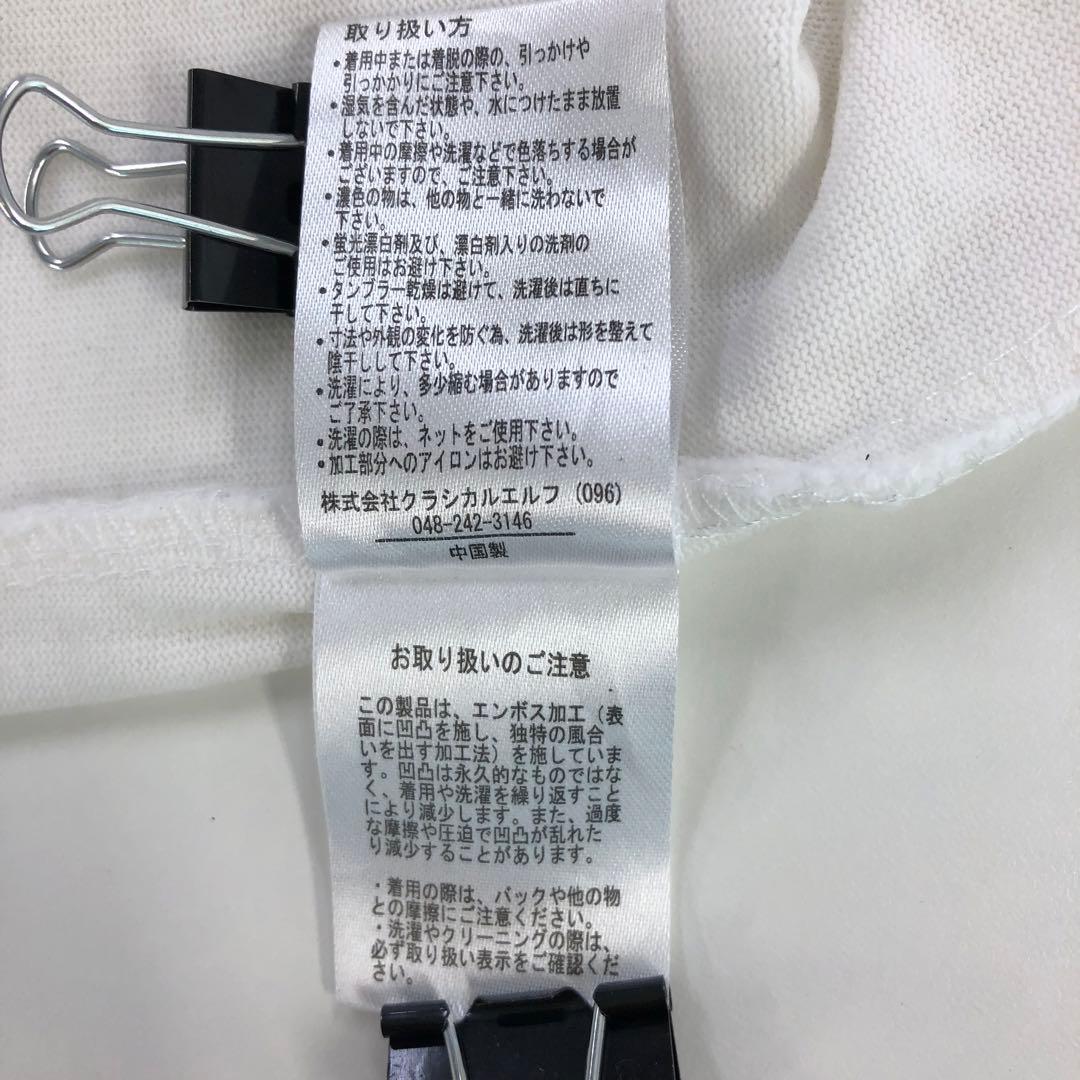 取り扱い方
・着用中または着脱の際の、引っかけや
引っかかりにご注意下さい。
・湿気を含んだ状態や、水につけたまま放置
しないで下さい。
・着用中の摩擦や洗濯などで色落ちする場合が
ございますので、ご注意下さい。
・濃色の物は、他の物と一緒に洗わないで
下さい。
・蛍光漂白剤及び、漂白剤入りの洗剤の
ご使用はお避け下さい。
・タンブラー乾燥は避けて、洗濯後は直ちに
干して下さい。
・寸法や外観の変化を防ぐ為、洗濯後は形を整えて
陰干しして下さい。
・洗濯により、多少縮む場合がありますので
ご了承下さい。
・洗濯の際は、ネットをご使用下さい。
・加工部分へのアイロンはお避け下さい。
株式会社クラシカルエルフ(096)
048-242-3146
中国製
お取り扱いのご注意
この製品は、エンボス加工(表
面に凹凸を施し、独特の風合
いを出す加工法)を施していま
す。凹凸は永久的なものではな
く、着用や洗濯を繰り返すこと
により減少します。また、過度
な摩擦や圧迫で凹凸が乱れた
り減少することがあります。
・着用の際は、バックや他の物
との摩擦にご注意ください。
・洗濯やクリーニングの際は、
必ず取り扱い表示をご確認くだ
さい。